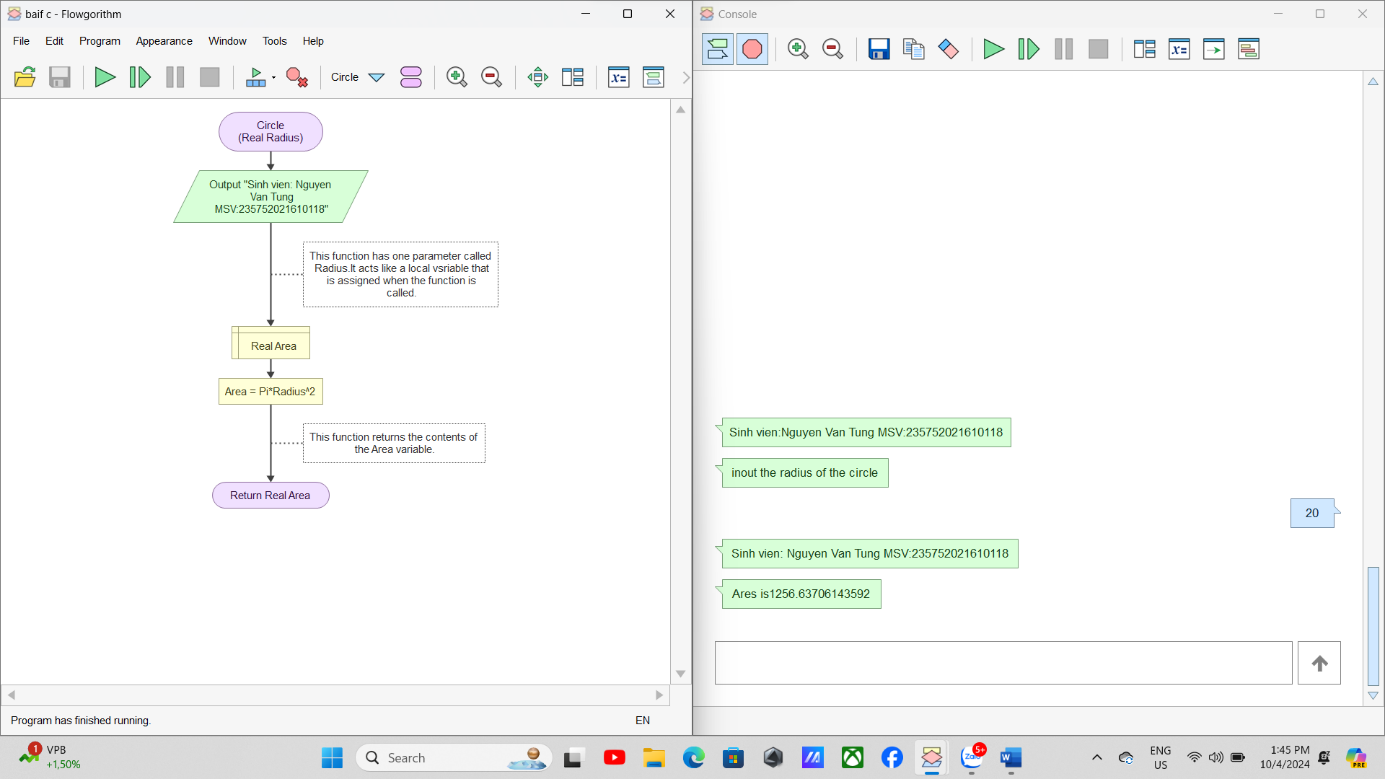 baif c - Flowgorithm
File Edit Program Appearance Window Tools Help
Circle
x=
Circle
(Real Radius)
Output "Sinh vien: Nguyen
Van Tung
MSV:235752021610118"
This function has one parameter called
Radius.It acts like a local vsriable that
is assigned when the function is
called.
Real Area
Area = Pi*Radius^2
This function returns the contents of
the Area variable.
Return Real Area
Program has finished running.
EN
Console
x=
Sinh vien:Nguyen Van Tung MSV:235752021610118
inout the radius of the circle
20
Sinh vien: Nguyen Van Tung MSV:235752021610118
Ares is1256.63706143592
1
VPB
+1,50%
Search
Zalo
5+
W
ENG
US
1:45 PM
10/4/2024
PRE